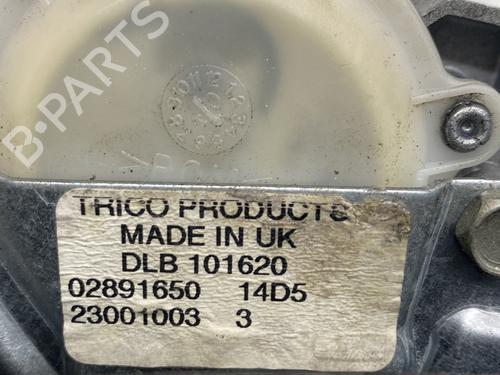 B-Parts
TRICO PRODUCTS
MADE IN UK
DLB 101620
02891650 14D5
23001003 3